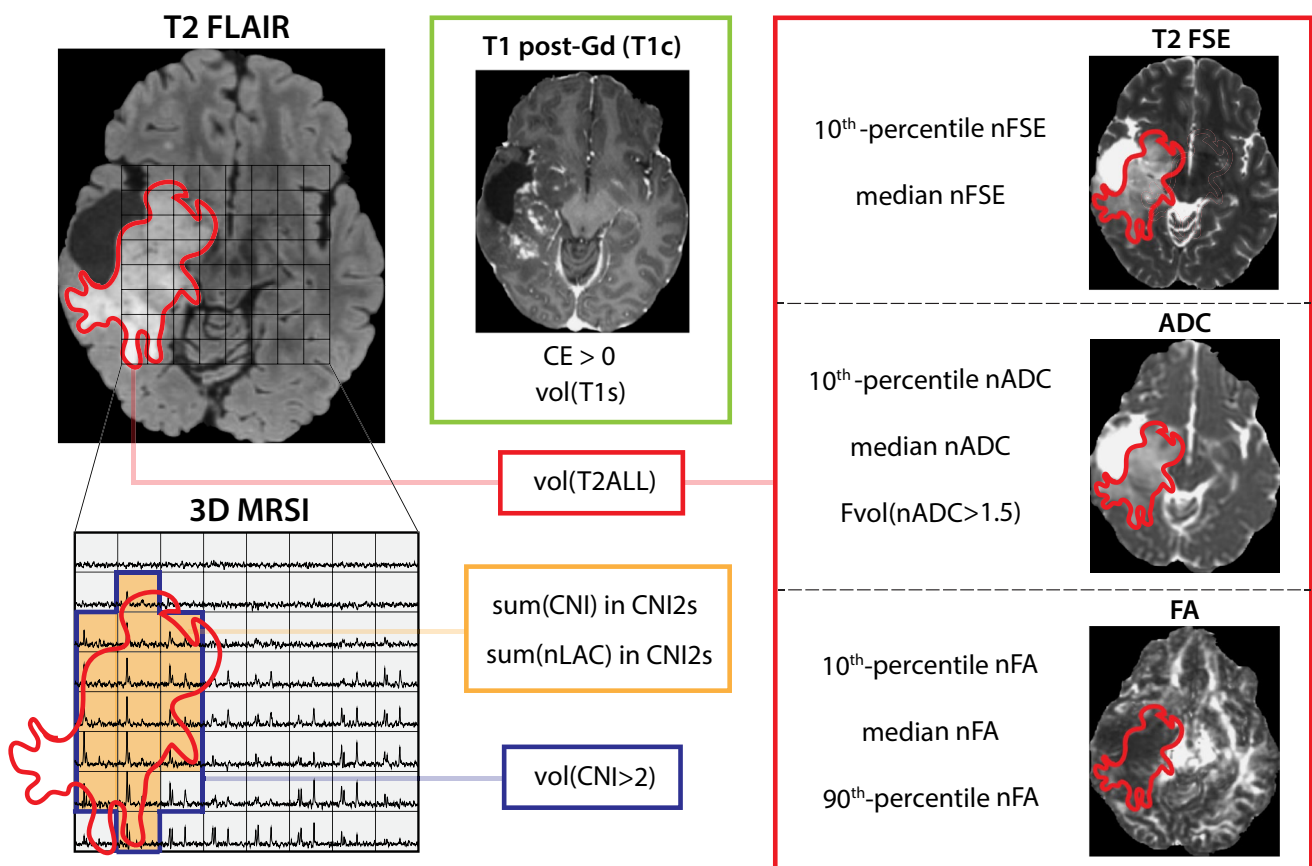 T2 FLAIR
T1 post-Gd (T1c)
CE > 0
vol(T1s)
vol(T2ALL)
3D MRSI
sum(CNI) in CNI2s
sum(nLAC) in CNI2s
vol(CNI>2)
T2 FSE
10th-percentile nFSE
median nFSE
ADC
10th-percentile nADC
median nADC
Fvol(nADC>1.5)
FA
10th-percentile nFA
median nFA
90th-percentile nFA